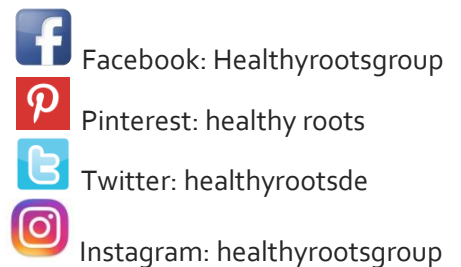 Facebook: Healthyrootsgroup
Pinterest: healthy roots
Twitter: healthyrootsde
Instagram: healthyrootsgroup